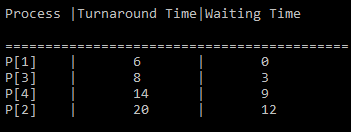 Process |Turnaround Time|Waiting Time
===========================================
P[1] | 6 | 0
P[3] | 8 | 3
P[4] | 14 | 9
P[2] | 20 | 12